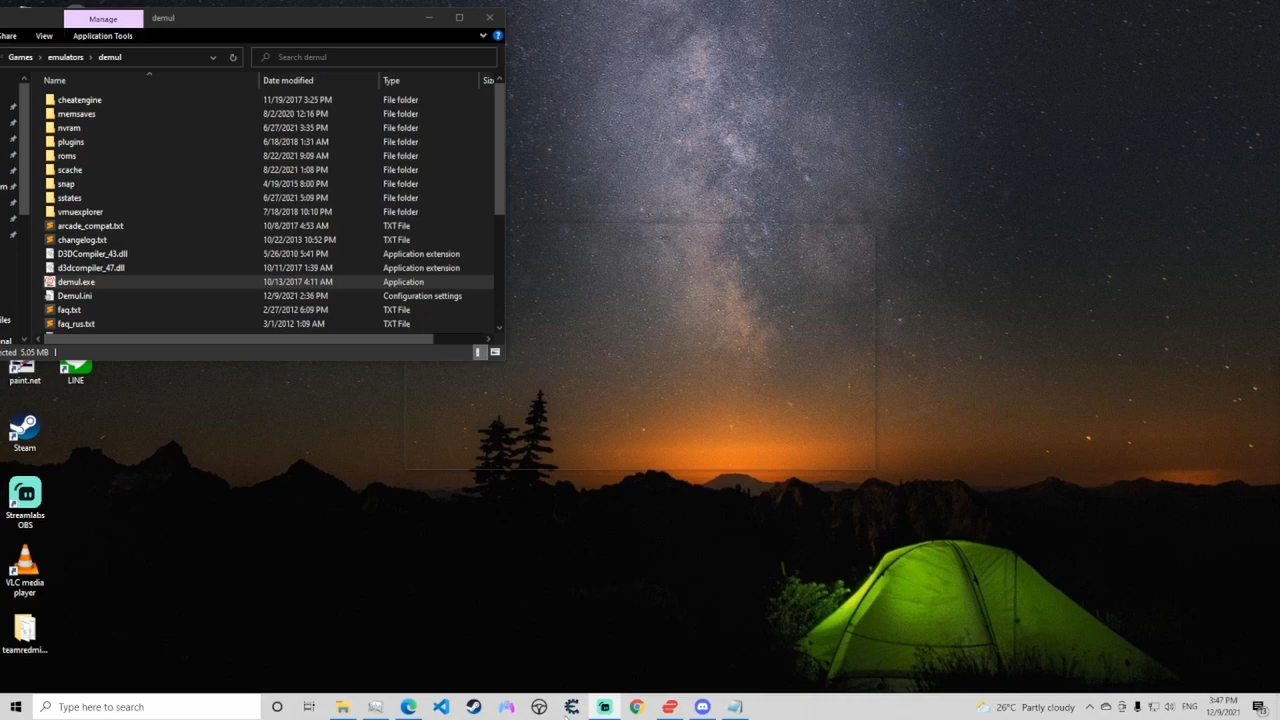 Manage demul
hare View Application Tools
Games emulators demul Search demul
Name Date modified Type Siz
cheatengine 11/19/2017 3:25 PM File folder
memsaves 8/2/2020 12:16 PM File folder
nvram 6/27/2021 3:35 PM File folder
plugins 6/18/2018 1:31 AM File folder
roms 8/22/2021 9:09 AM File folder
scache 8/22/2021 1:08 PM File folder
snap 4/19/2015 8:00 PM File folder
sstates 6/27/2021 5:09 PM File folder
vmuexplorer 7/18/2018 10:10 PM File folder
arcade_compat.txt 10/8/2017 4:53 AM TXT File
changelog.txt 10/22/2013 10:52 PM TXT File
D3DCompiler_43.dll 5/26/2010 5:41 PM Application extension
d3dcompiler_47.dll 10/11/2017 1:39 AM Application extension
demul.exe 10/13/2017 4:11 AM Application
Demul.ini 12/9/2021 2:36 PM Configuration settings
faq.txt 2/27/2012 6:09 PM TXT File
faq_rus.txt 3/1/2012 1:09 AM TXT File
m
iles
nal
ected 5.05 MB
paint.net LINE
Steam
Streamlabs
OBS
VLC media
player
teamredmi...
Type here to search 26°C Partly cloudy ENG 3:47 PM
12/9/2021